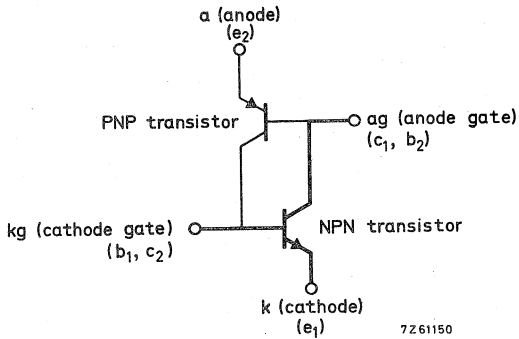 a (anode)
(e₂)
PNP transistor
ag (anode gate)
(c₁, b₂)
kg (cathode gate)
(b₁, c₂)
NPN transistor
k (cathode)
(e₁)
7Z61150